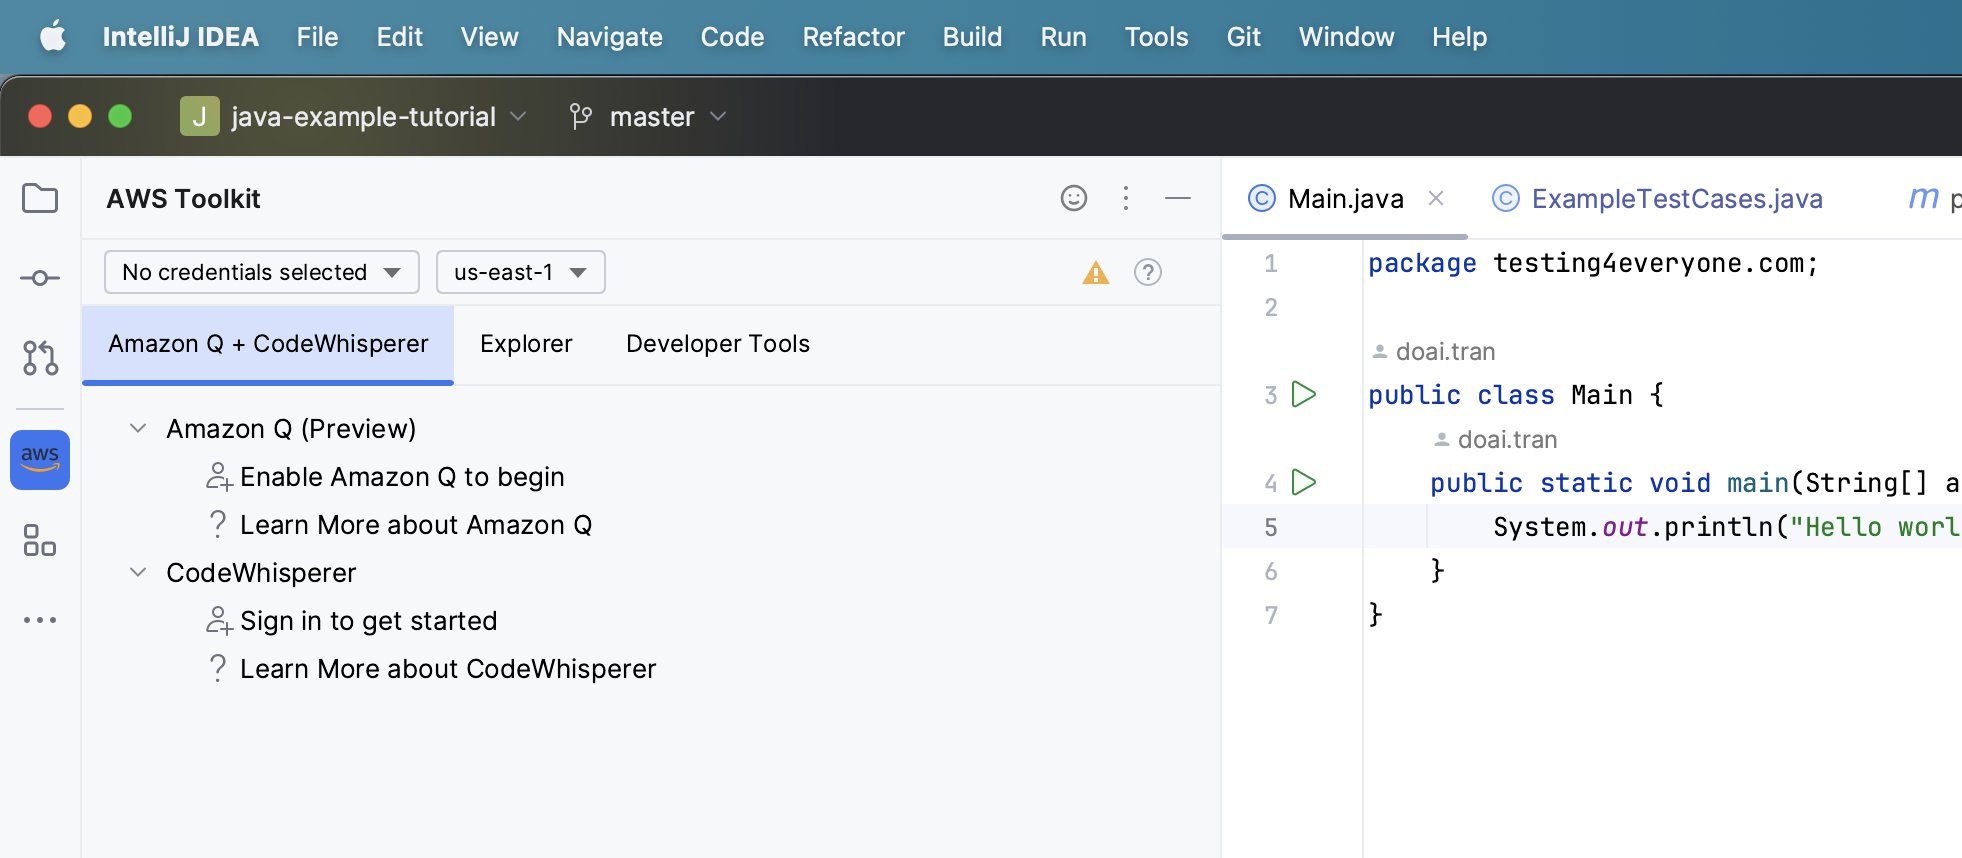 IntelliJ IDEA File Edit View Navigate Code Refactor Build Run Tools Git Window Help
J java-example-tutorial master
AWS Toolkit
No credentials selected us-east-1
Amazon Q + CodeWhisperer Explorer Developer Tools
Amazon Q (Preview)
Enable Amazon Q to begin
? Learn More about Amazon Q
CodeWhisperer
Sign in to get started
? Learn More about CodeWhisperer
aws
C Main.java C ExampleTestCases.java m p
1 package testing4everyone.com;
2
doai.tran
3 public class Main {
doai.tran
4 public static void main(String[] a
5 System.out.println("Hello worl
6 }
7 }